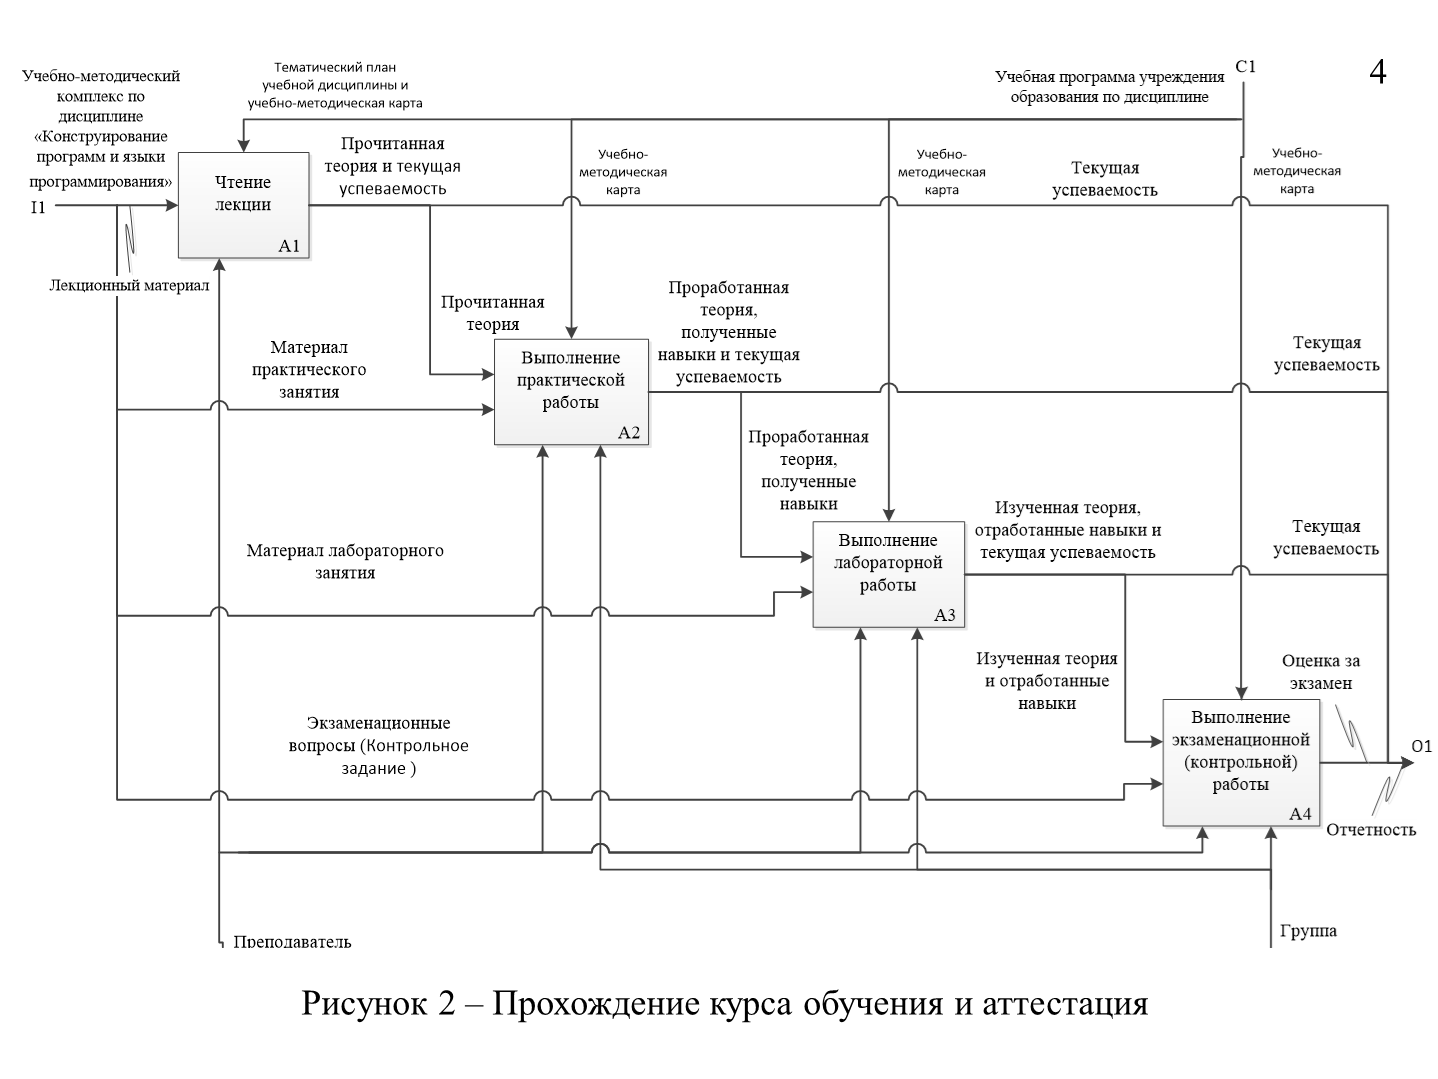 4
Учебно-методический
комплекс по
дисциплине
«Конструирование
программ и языки
программирования»
I1
Тематический план
учебной дисциплины и
учебно-методическая карта
Учебная программа учреждения
образования по дисциплине
C1
Чтение
лекции
A1
Прочитанная
теория и текущая
успеваемость
Учебно-
методическая
карта
Учебно-
методическая
карта
Текущая
успеваемость
Учебно-
методическая
карта
Лекционный материал
Прочитанная
теория
Проработанная
теория,
полученные
навыки и текущая
успеваемость
Текущая
успеваемость
Материал
практического
занятия
Выполнение
практической
работы
A2
Проработанная
теория,
полученные
навыки
Изученная теория,
отработанные навыки и
текущая успеваемость
Текущая
успеваемость
Материал лабораторного
занятия
Выполнение
лабораторной
работы
A3
Изученная теория
и отработанные
навыки
Оценка за
экзамен
Экзаменационные
вопросы (Контрольное
задание )
Выполнение
экзаменационной
(контрольной)
работы
A4
O1
Отчетность
Преподаватель
Группа
Рисунок 2 – Прохождение курса обучения и аттестация